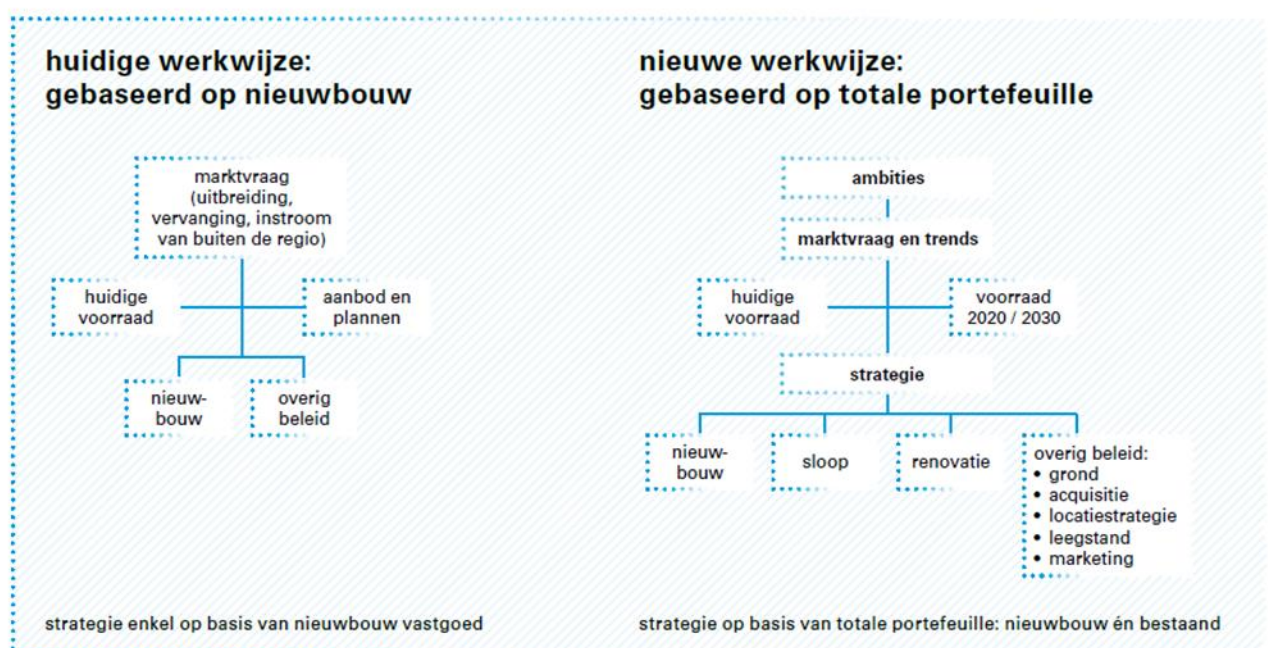 huidige werkwijze:
gebaseerd op nieuwbouw
marktvraag
(uitbreiding,
vervanging, instroom
van buiten de regio)
huidige
voorraad
aanbod en
plannen
nieuw-
bouw
overig
beleid
strategie enkel op basis van nieuwbouw vastgoed
nieuwe werkwijze:
gebaseerd op totale portefeuille
ambities
marktvraag en trends
huidige
voorraad
voorraad
2020 / 2030
strategie
nieuw-
bouw
sloop
renovatie
overig beleid:
• grond
• acquisitie
• locatiestrategie
• leegstand
• marketing
strategie op basis van totale portefeuille: nieuwbouw én bestaand